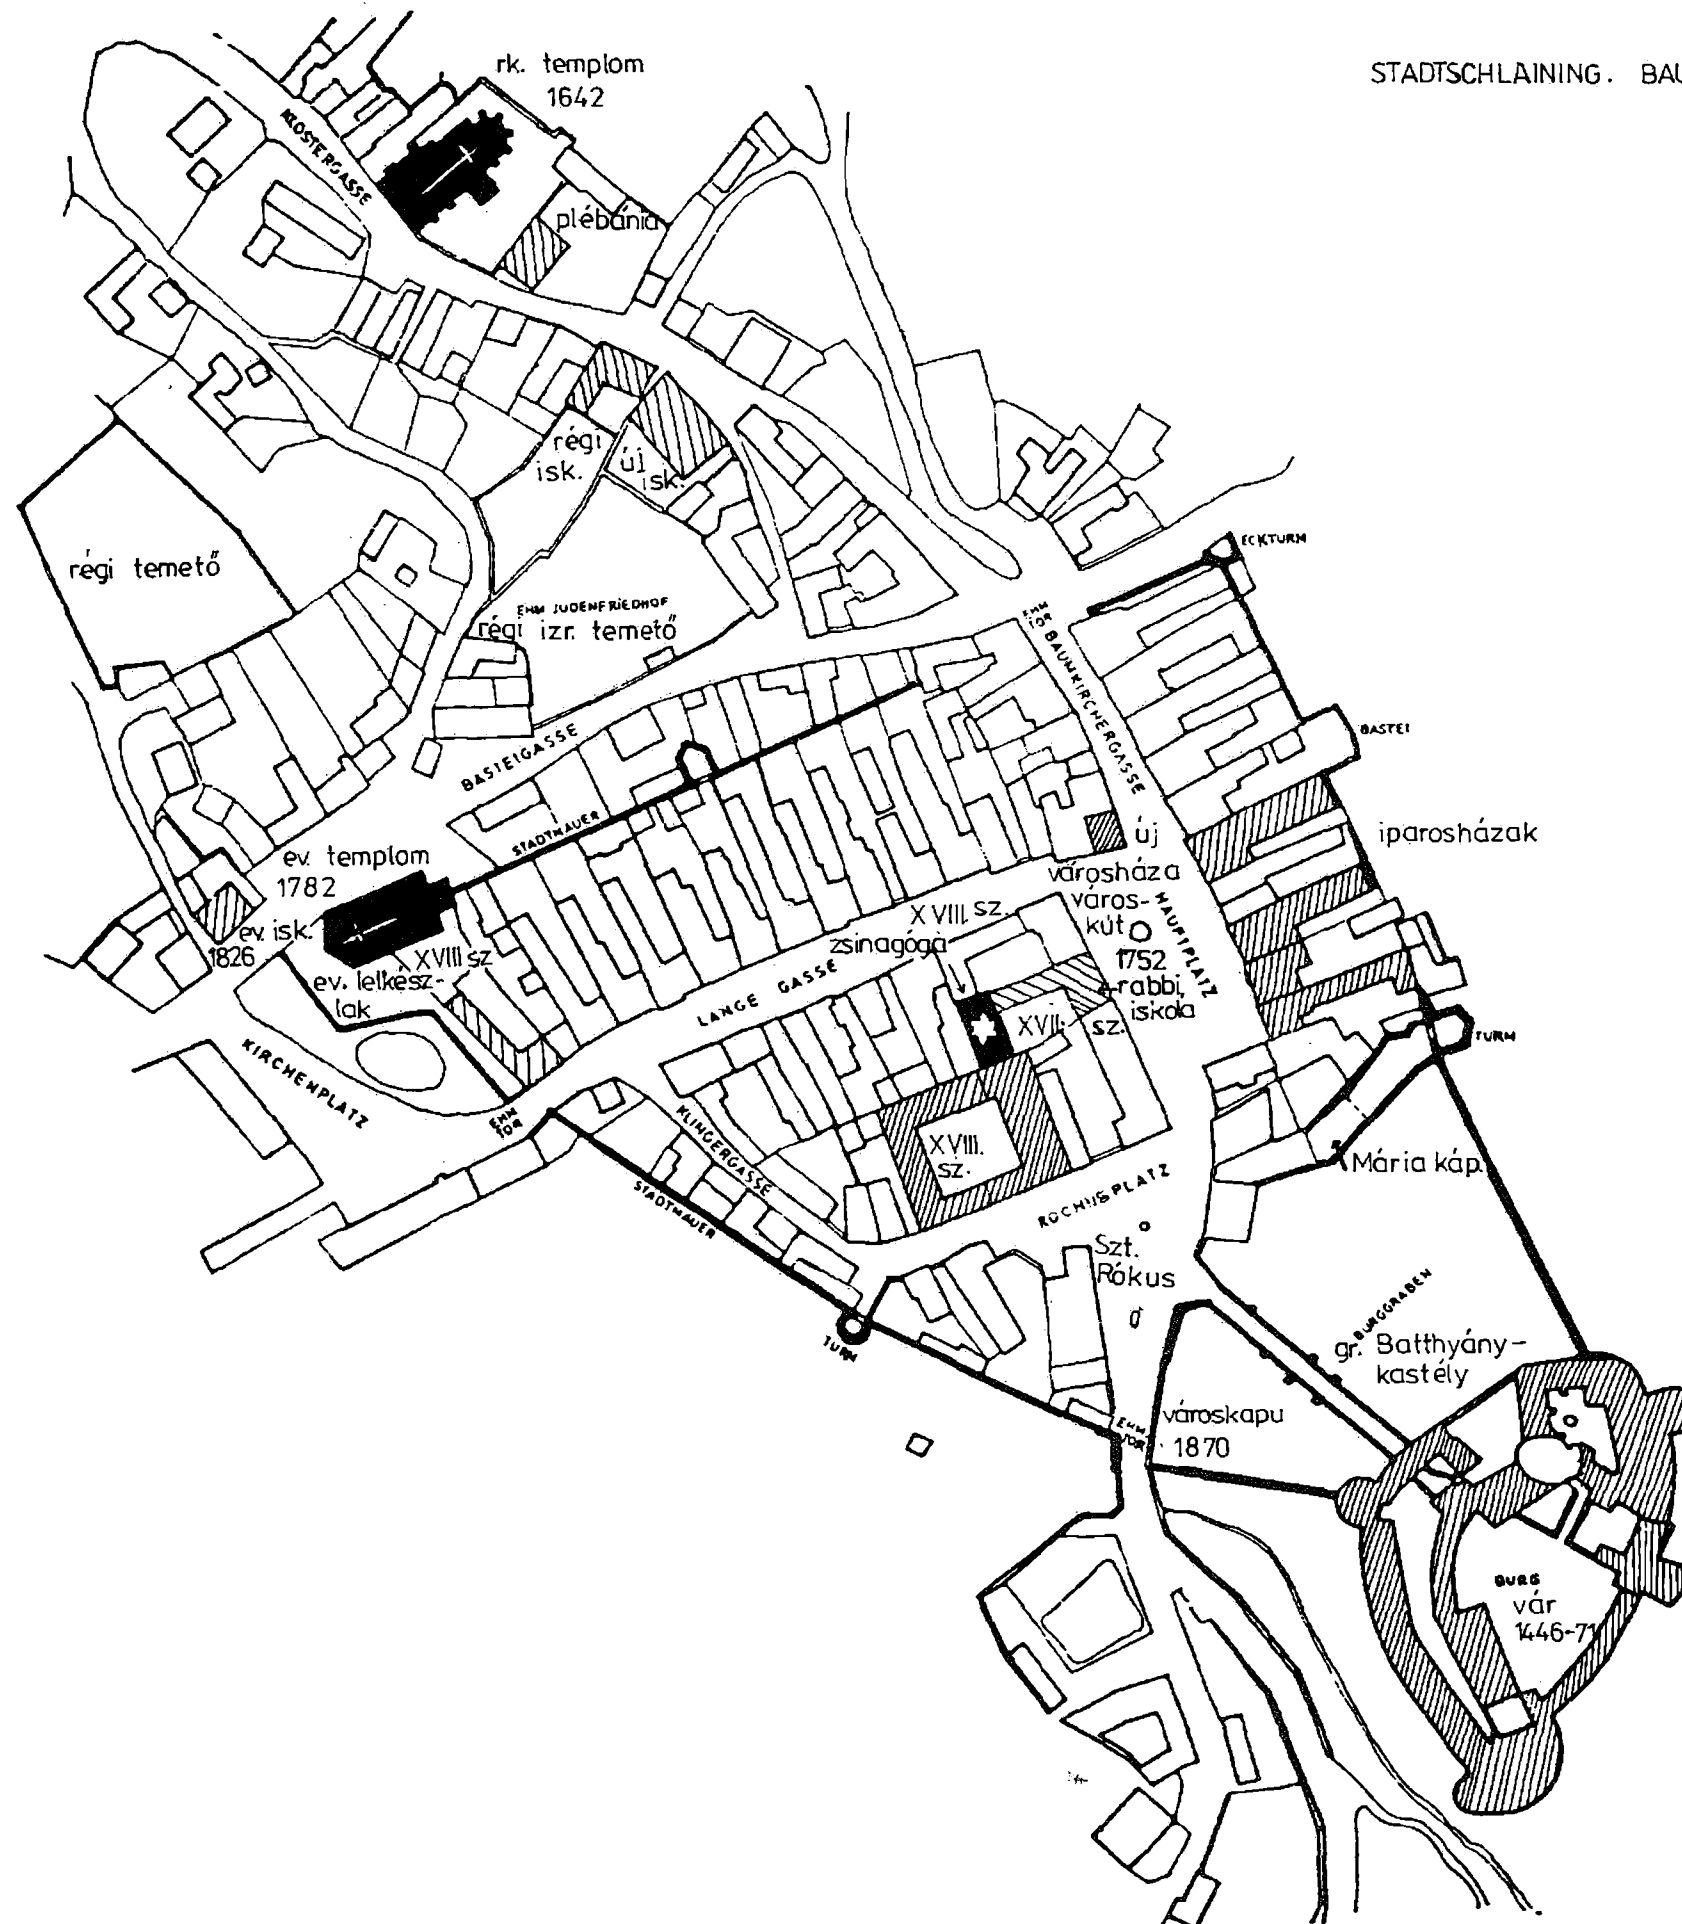 STADTSCHLAINING. BAU
rk. templom
1642
KLOSTERGASSE
plébánia
régi
isk.
új
isk.
régi temető
EHM JUDENFRIEDHOF
régi izr. temető
ECKTURM
EHM
TOR
BAUMKIRCHERGASSE
BASTEI
BASTEIGASSE
STADTMAUER
új
városháza
város-
kút
1752
rabbi,
iskola
HAUPTPLATZ
iparosházak
ev. templom
1782
ev. isk.
1826
XVIII sz
ev. lelkész-
lak
XVIII. sz.
zsinagóga
LANGE GASSE
XVII. sz.
TURM
KIRCHENPLATZ
EHM
TOR
KLINGERGASSE
STADTMAUER
XVIII.
sz.
ROCHUSPLATZ
Mária káp.
Szt.
Rókus
BURGGRABEN
gr. Batthyány-
kastély
TURM
EHM
TOR
városkapu
1870
BURG
vár
1446-71